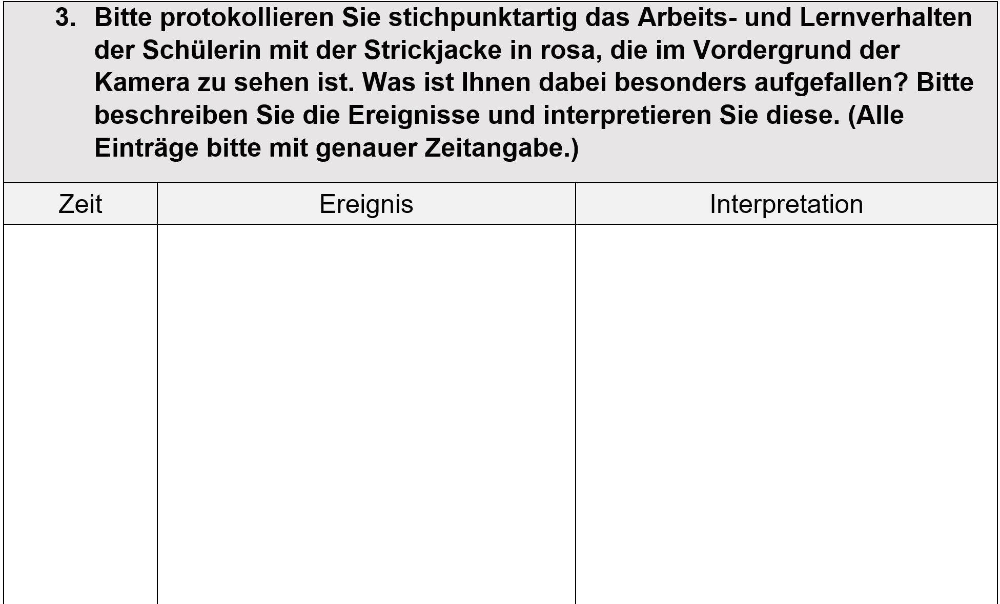 3. Bitte protokollieren Sie stichpunktartig das Arbeits- und Lernverhalten
der Schülerin mit der Strickjacke in rosa, die im Vordergrund der
Kamera zu sehen ist. Was ist Ihnen dabei besonders aufgefallen? Bitte
beschreiben Sie die Ereignisse und interpretieren Sie diese. (Alle
Einträge bitte mit genauer Zeitangabe.)
Zeit Ereignis Interpretation